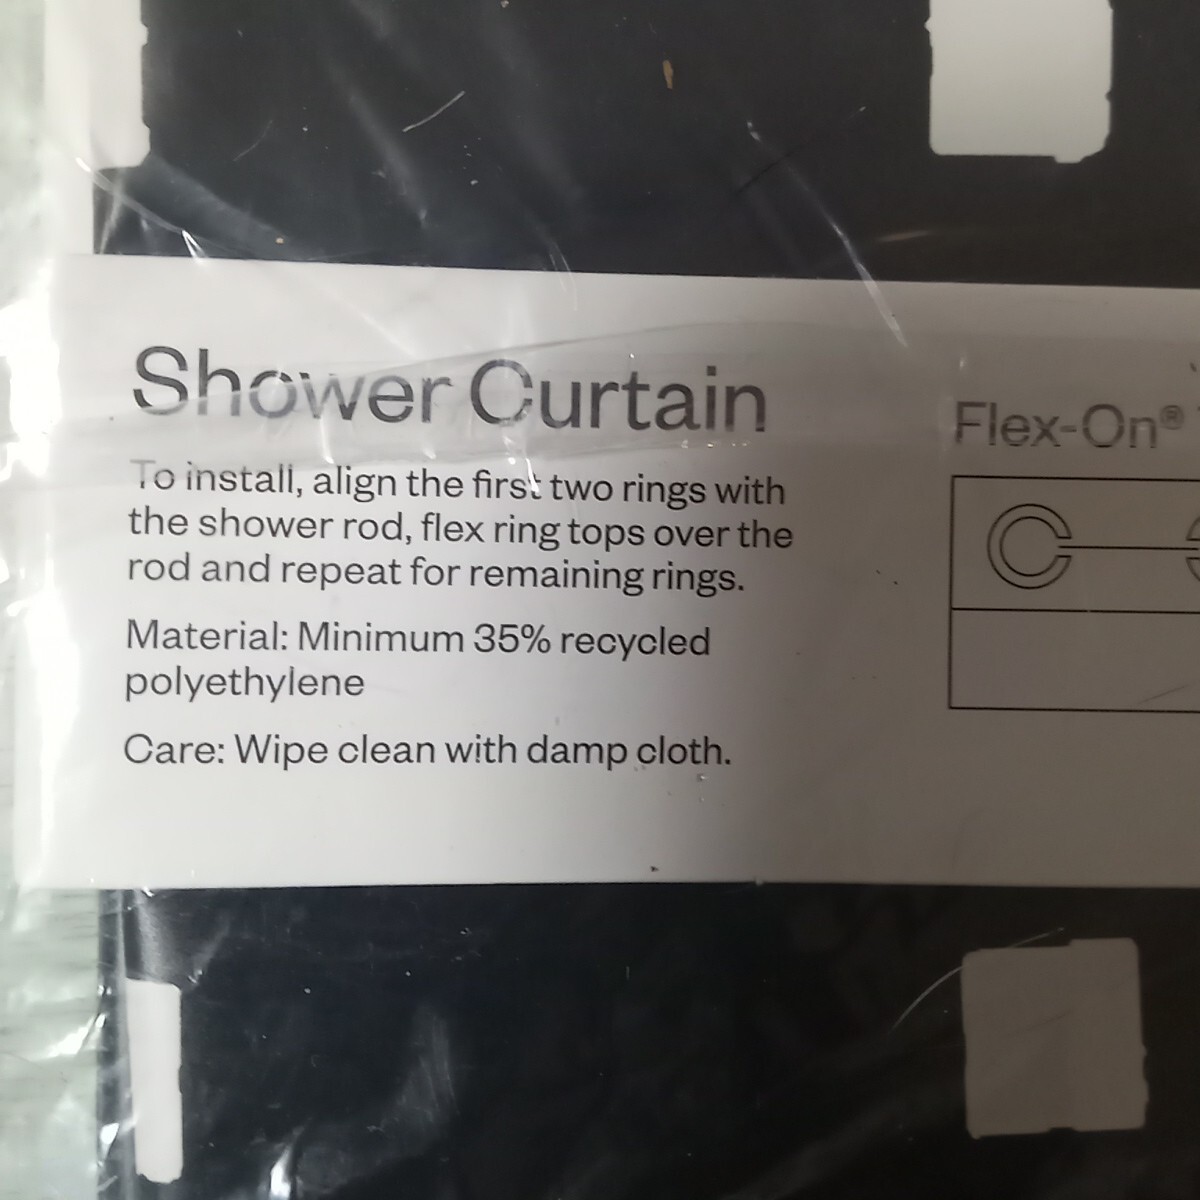 Shower Curtain
To install, align the first two rings with
the shower rod, flex ring tops over the
rod and repeat for remaining rings.
Material: Minimum 35% recycled
polyethylene
Care: Wipe clean with damp cloth.
Flex-On®